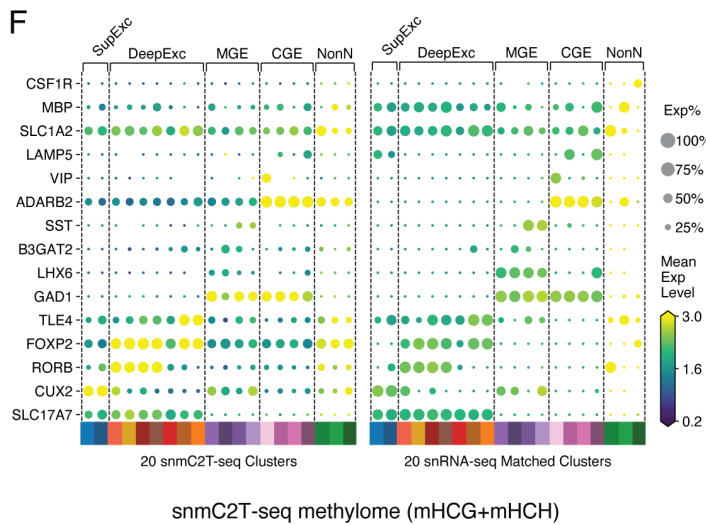 F
SupExc DeepExc MGE CGE NonN SupExc DeepExc MGE CGE NonN
CSF1R
MBP
SLC1A2
LAMP5
VIP
ADARB2
SST
B3GAT2
LHX6
GAD1
TLE4
FOXP2
RORB
CUX2
SLC17A7
Exp%
100%
75%
50%
25%
Mean
Exp
Level
3.0
1.6
0.2
20 snmC2T-seq Clusters 20 snRNA-seq Matched Clusters
snmC2T-seq methylome (mHCG+mHCH)